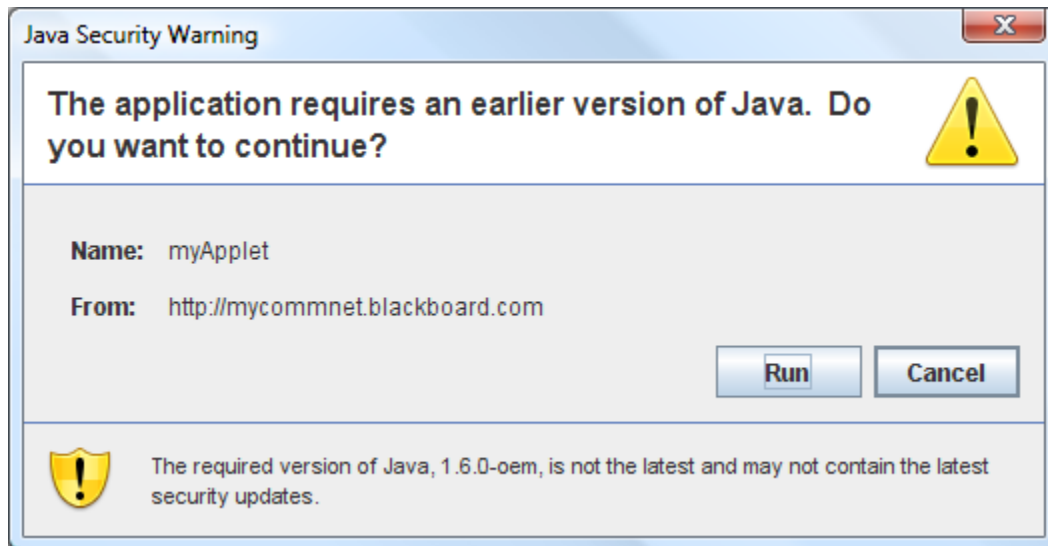 Java Security Warning
The application requires an earlier version of Java. Do
you want to continue?
Name: myApplet
From: http://mycommnet.blackboard.com
Run Cancel
The required version of Java, 1.6.0-oem, is not the latest and may not contain the latest
security updates.